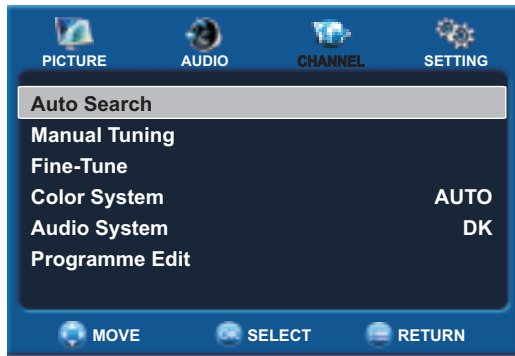 PICTURE AUDIO CHANNEL SETTING
Auto Search
Manual Tuning
Fine-Tune
Color System AUTO
Audio System DK
Programme Edit
MOVE OK SELECT RETURN